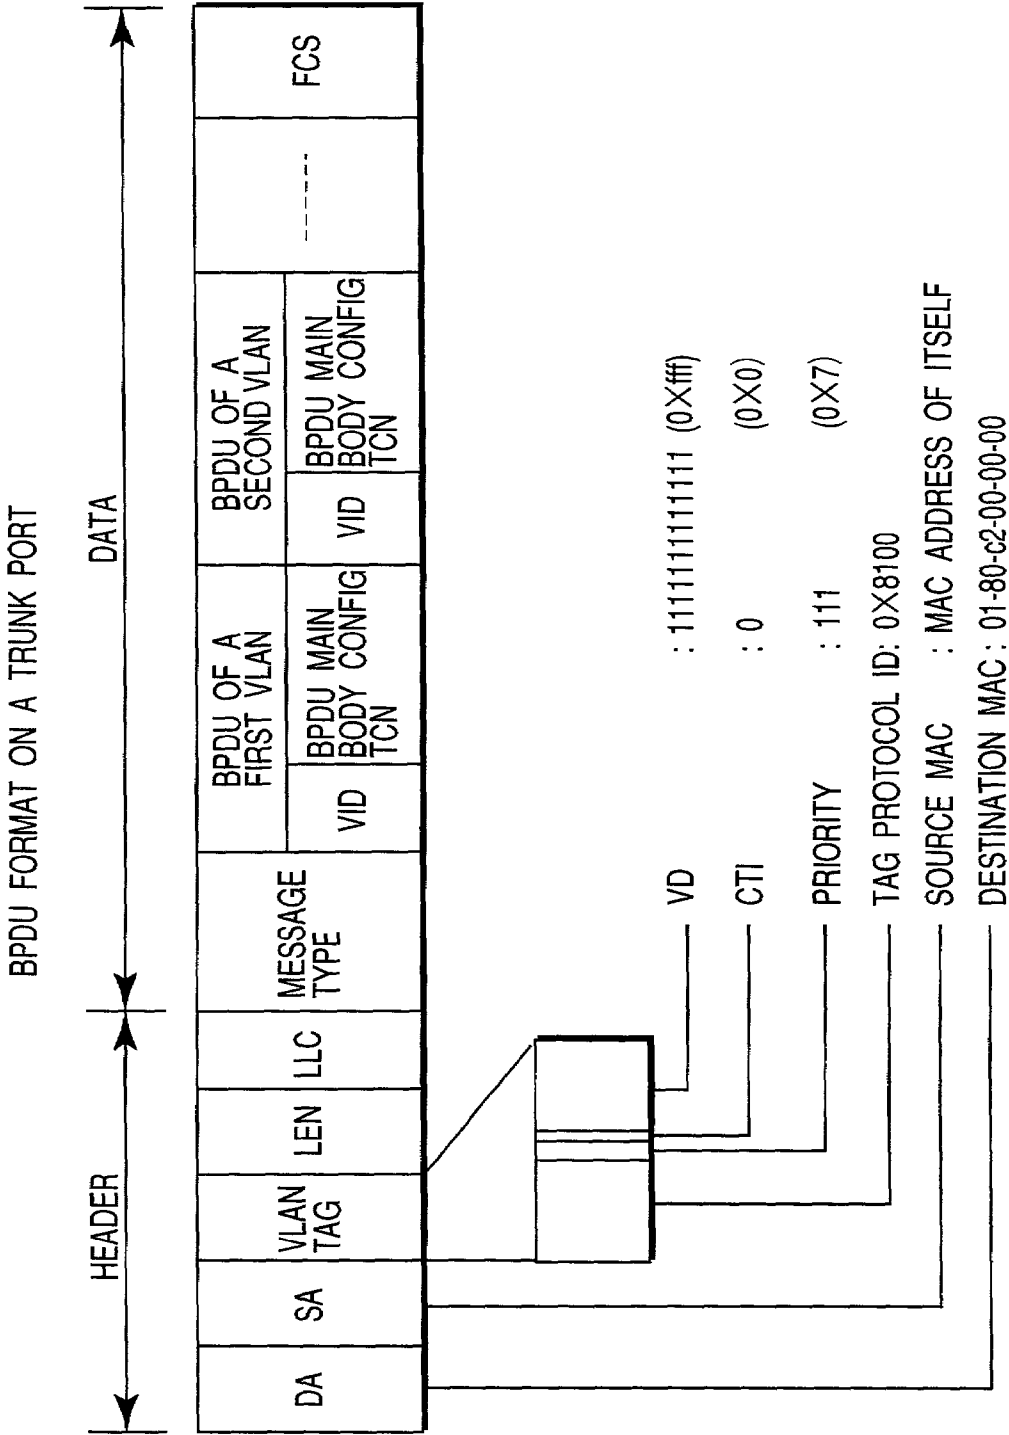 BPDU FORMAT ON A TRUNK PORT
HEADER
DATA
DA
SA
VLAN
TAG
LEN
LLC
MESSAGE
TYPE
BPDU OF A
FIRST VLAN
VID
BPDU MAIN
BODY CONFIG
TCN
BPDU OF A
SECOND VLAN
VID
BPDU MAIN
BODY CONFIG
TCN
------
FCS
VD : 111111111111 (0Xfff)
CTI : 0 (0X0)
PRIORITY : 111 (0X7)
TAG PROTOCOL ID: 0X8100
SOURCE MAC : MAC ADDRESS OF ITSELF
DESTINATION MAC: 01-80-c2-00-00-00